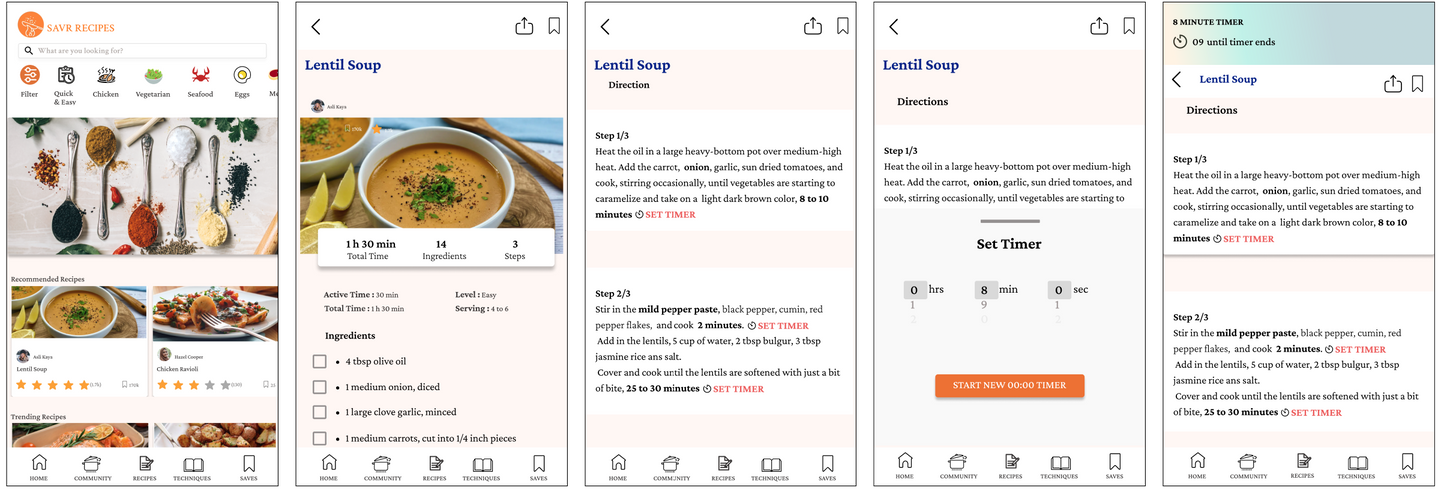 SAVR RECIPES
What are you looking for?
Filter
Quick
& Easy
Chicken
Vegetarian
Seafood
Eggs
Me
Recommended Recipes
Asli Kaya
Lentil Soup
(1.7k)
170k
Hazel Cooper
Chicken Ravioli
(130)
21
Trending Recipes
HOME
COMMUNITY
RECIPES
TECHNIQUES
SAVES
Lentil Soup
Asli Kaya
170k
1 h 30 min
Total Time
14
Ingredients
3
Steps
Active Time : 30 min
Level : Easy
Total Time : 1 h 30 min
Serving : 4 to 6
Ingredients
• 4 tbsp olive oil
• 1 medium onion, diced
• 1 large clove garlic, minced
• 1 medium carrots, cut into 1/4 inch pieces
HOME
COMMUNITY
RECIPES
TECHNIQUES
SAVES
Lentil Soup
Direction
Step 1/3
Heat the oil in a large heavy-bottom pot over medium-high
heat. Add the carrot, onion, garlic, sun dried tomatoes, and
cook, stirring occasionally, until vegetables are starting to
caramelize and take on a light dark brown color, 8 to 10
minutes SET TIMER
Step 2/3
Stir in the mild pepper paste, black pepper, cumin, red
pepper flakes, and cook 2 minutes. SET TIMER
Add in the lentils, 5 cup of water, 2 tbsp bulgur, 3 tbsp
jasmine rice ans salt.
Cover and cook until the lentils are softened with just a bit
of bite, 25 to 30 minutes SET TIMER
HOME
COMMUNITY
RECIPES
TECHNIQUES
SAVES
Lentil Soup
Directions
Step 1/3
Heat the oil in a large heavy-bottom pot over medium-high
heat. Add the carrot, onion, garlic, sun dried tomatoes, and
cook, stirring occasionally, until vegetables are starting to
Set Timer
0 hrs 8 min 0 sec
1 9 1
2 0 2
START NEW 00:00 TIMER
HOME
COMMUNITY
RECIPES
TECHNIQUES
SAVES
8 MINUTE TIMER
09 until timer ends
Lentil Soup
Directions
Step 1/3
Heat the oil in a large heavy-bottom pot over medium-high
heat. Add the carrot, onion, garlic, sun dried tomatoes, and
cook, stirring occasionally, until vegetables are starting to
caramelize and take on a light dark brown color, 8 to 10
minutes SET TIMER
Step 2/3
Stir in the mild pepper paste, black pepper, cumin, red
pepper flakes, and cook 2 minutes. SET TIMER
Add in the lentils, 5 cup of water, 2 tbsp bulgur, 3 tbsp
jasmine rice ans salt.
Cover and cook until the lentils are softened with just a bit
of bite, 25 to 30 minutes SET TIMER
HOME
COMMUNITY
RECIPES
TECHNIQUES
SAVES